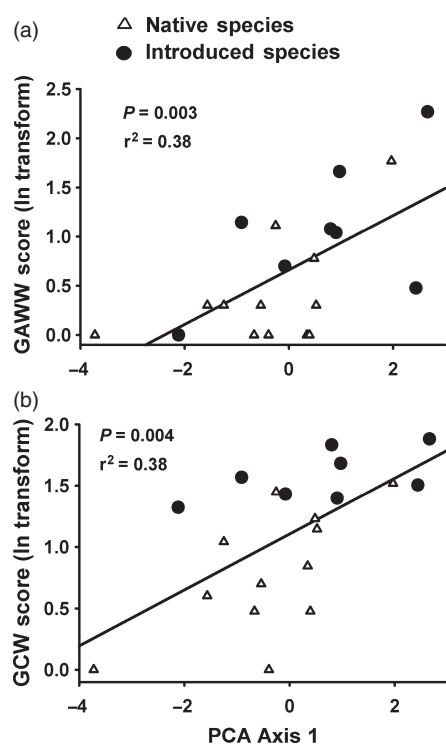 (a)
△ Native species
● Introduced species
GAWW score (ln transform)
2.5
2.0
1.5
1.0
0.5
0.0
P = 0.003
r² = 0.38
−4
−2
0
2
(b)
GCW score (ln transform)
2.0
1.5
1.0
0.5
0.0
P = 0.004
r² = 0.38
−4
−2
0
2
PCA Axis 1